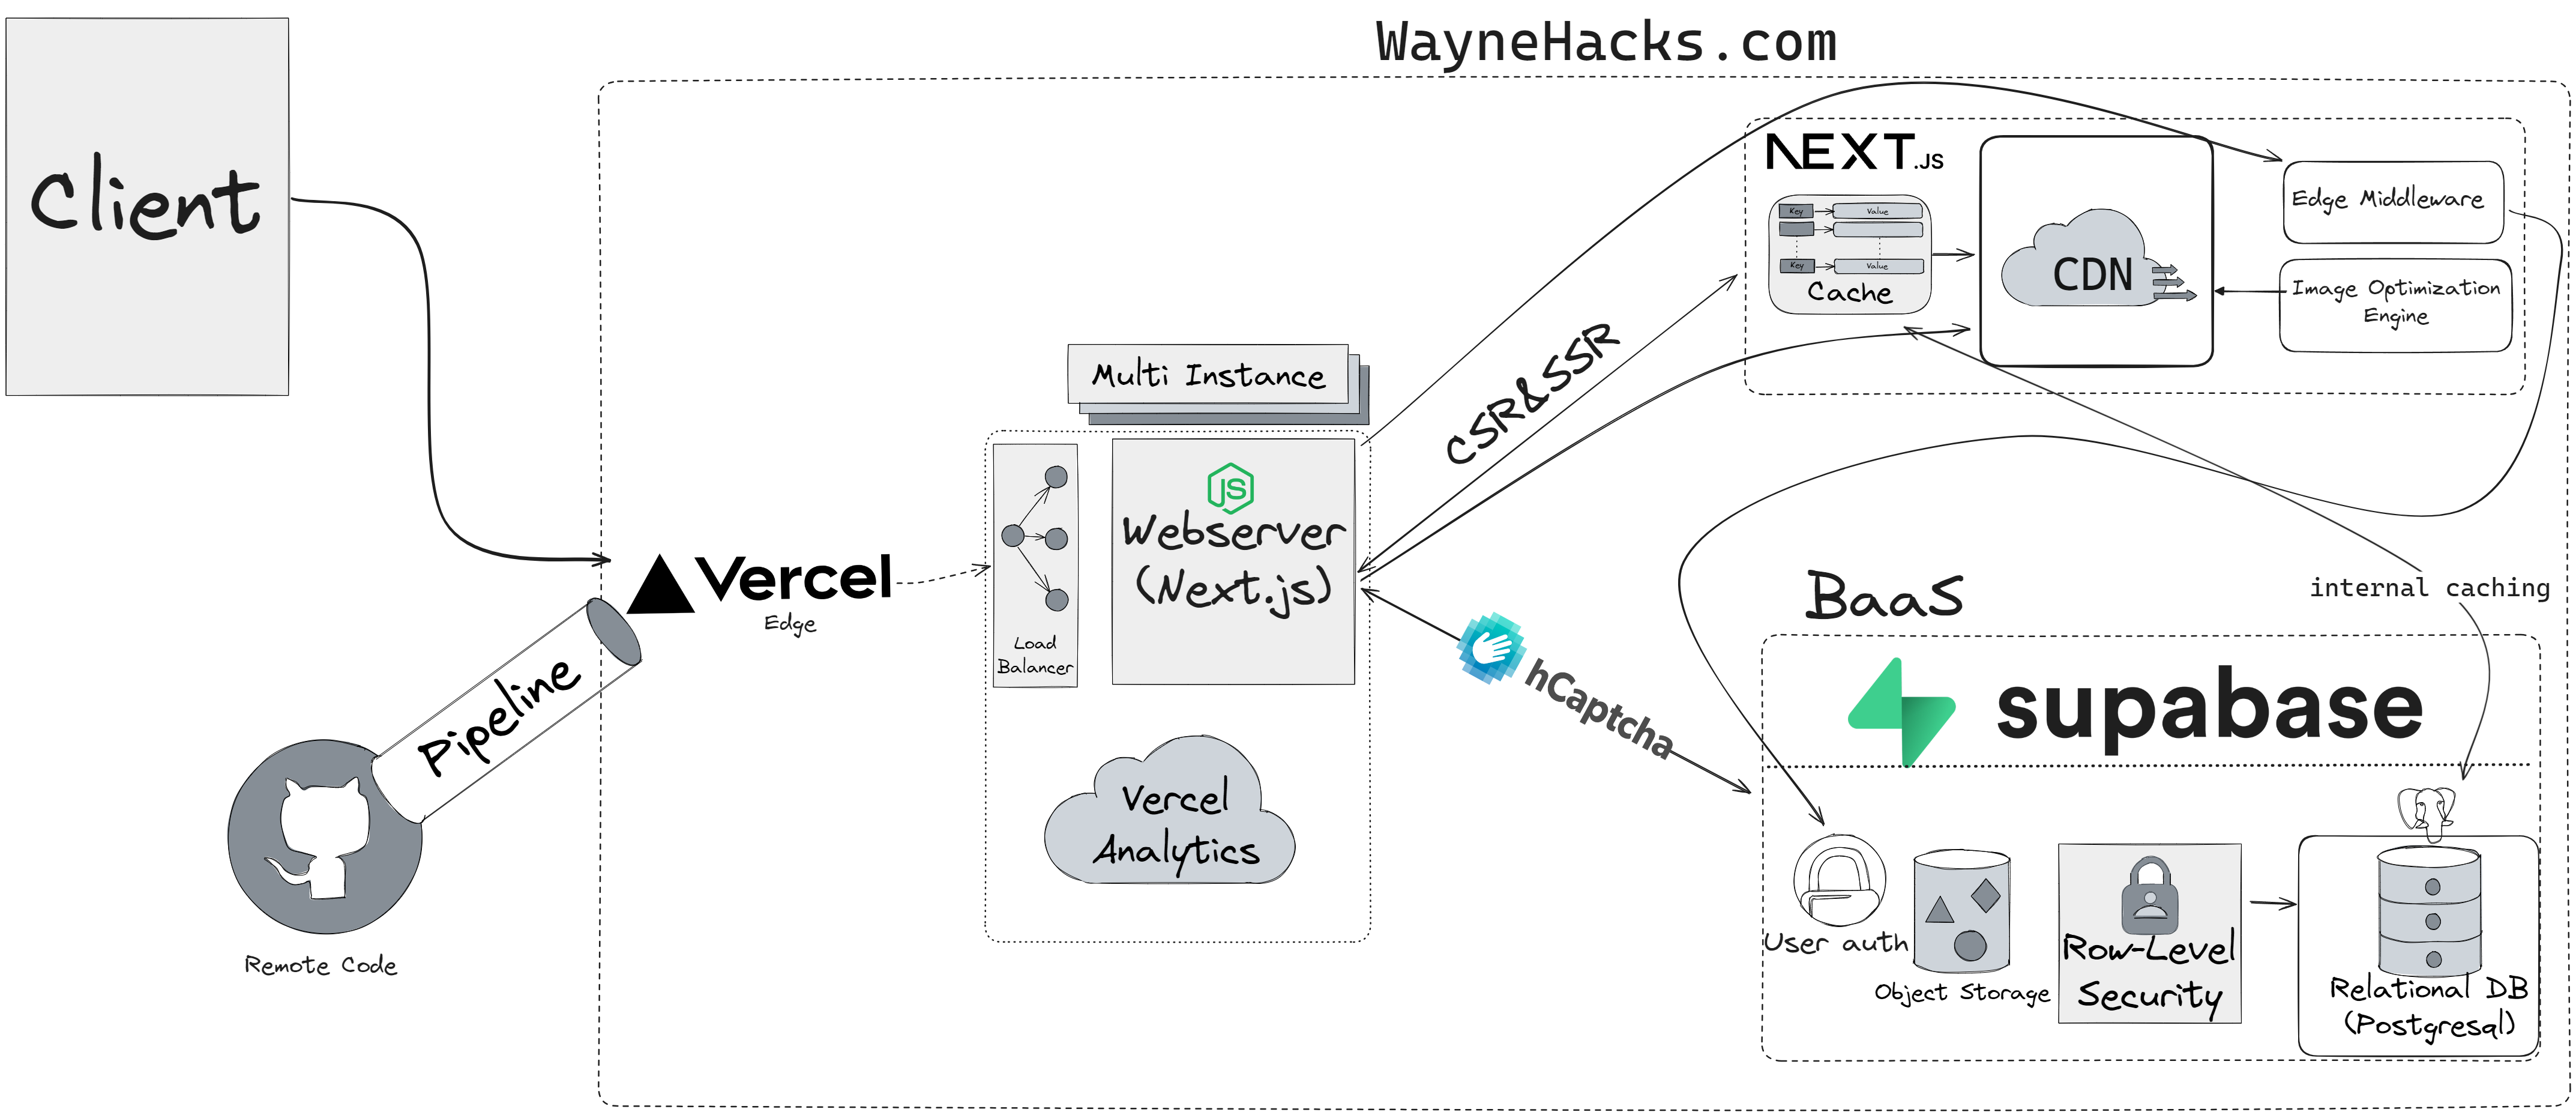 WayneHacks.com
Client
NEXT.JS
Key
Value
Key
Value
Cache
CDN
Edge Middleware
Image Optimization
Engine
CSR&SSR
Multi Instance
JS
Webserver
(Next.js)
Load
Balancer
Vercel
Edge
Pipeline
Remote Code
Vercel
Analytics
hCaptcha
internal caching
BaaS
supabase
User auth
Object Storage
Row-Level
Security
Relational DB
(Postgresql)